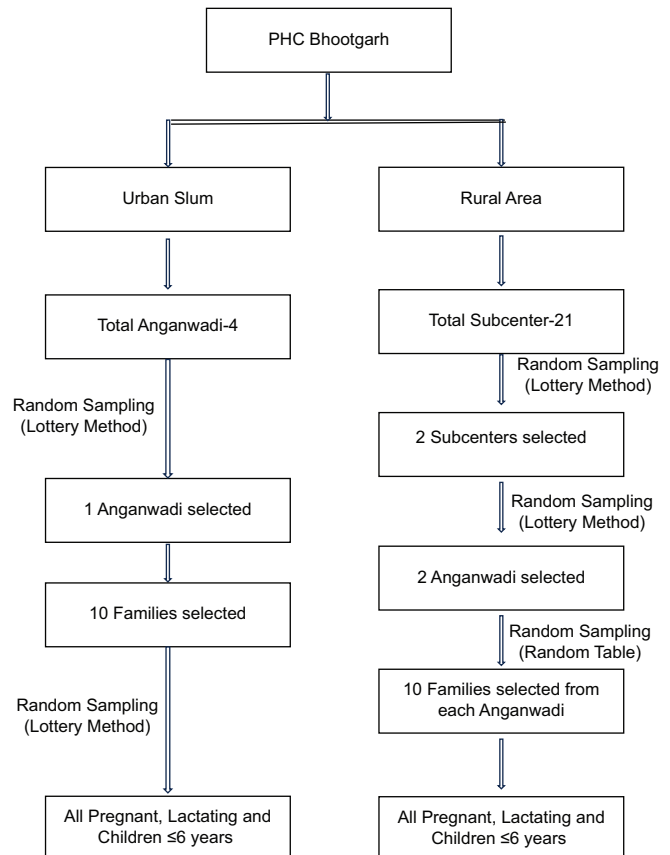 PHC Bhootgarh
Urban Slum
Rural Area
Total Anganwadi-4
Total Subcenter-21
Random Sampling
(Lottery Method)
Random Sampling
(Lottery Method)
2 Subcenters selected
1 Anganwadi selected
Random Sampling
(Lottery Method)
2 Anganwadi selected
10 Families selected
Random Sampling
(Random Table)
10 Families selected from
each Anganwadi
Random Sampling
(Lottery Method)
All Pregnant, Lactating and
Children ≤6 years
All Pregnant, Lactating and
Children ≤6 years